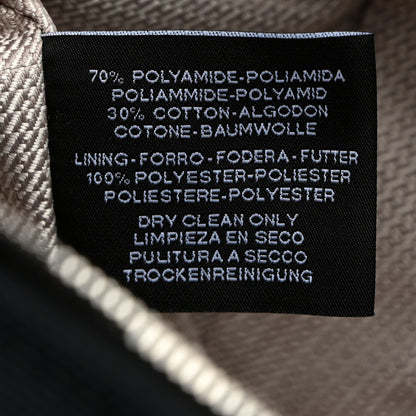 70% POLYAMIDE-POLIAMIDA
POLIAMMIDE-POLYAMID
30% COTTON-ALGODON
COTONE-BAUMWOLLE
LINING-FORRO-FODERA-FUTTER
100% POLYESTER-POLIESTER
POLIESTERE-POLYESTER
DRY CLEAN ONLY
LIMPIEZA EN SECO
PULITURA A SECCO
TROCKENREINIGUNG